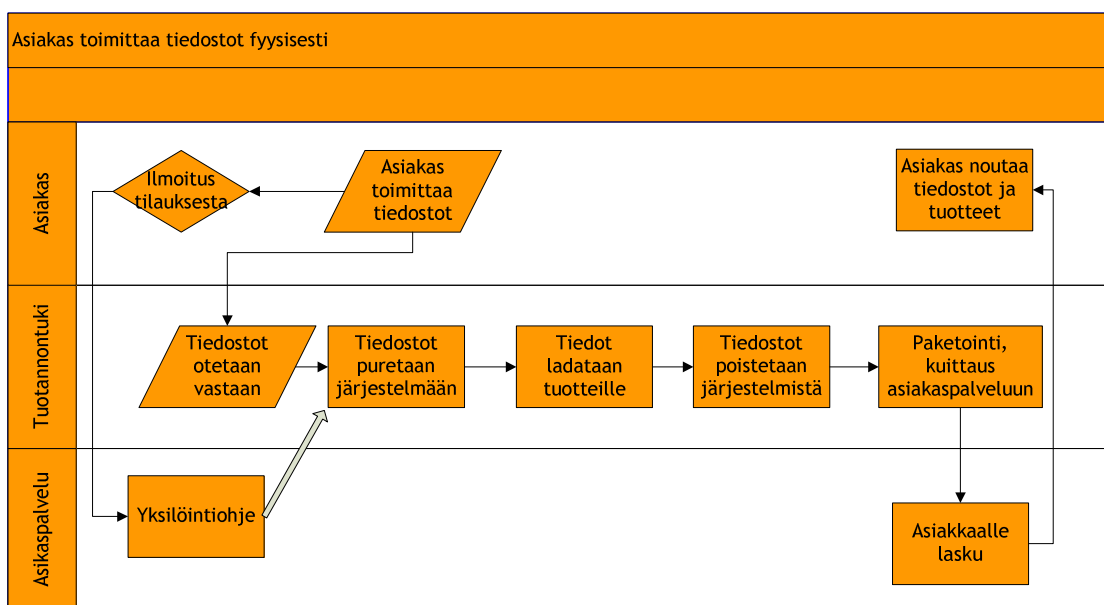 Asiakas toimittaa tiedostot fyysisesti
Asiakas
Ilmoitus
tilauksesta
Asiakas
toimittaa
tiedostot
Asiakas noutaa
tiedostot ja
tuotteet
Tuotannontuki
Tiedostot
otetaan
vastaan
Tiedostot
puretaan
järjestelmään
Tiedot
ladataan
tuotteille
Tiedostot
poistetaan
järjestelmistä
Paketointi,
kuittaus
asiakaspalveluun
Asikaspalvelu
Yksilöintiohje
Asiakkaalle
lasku